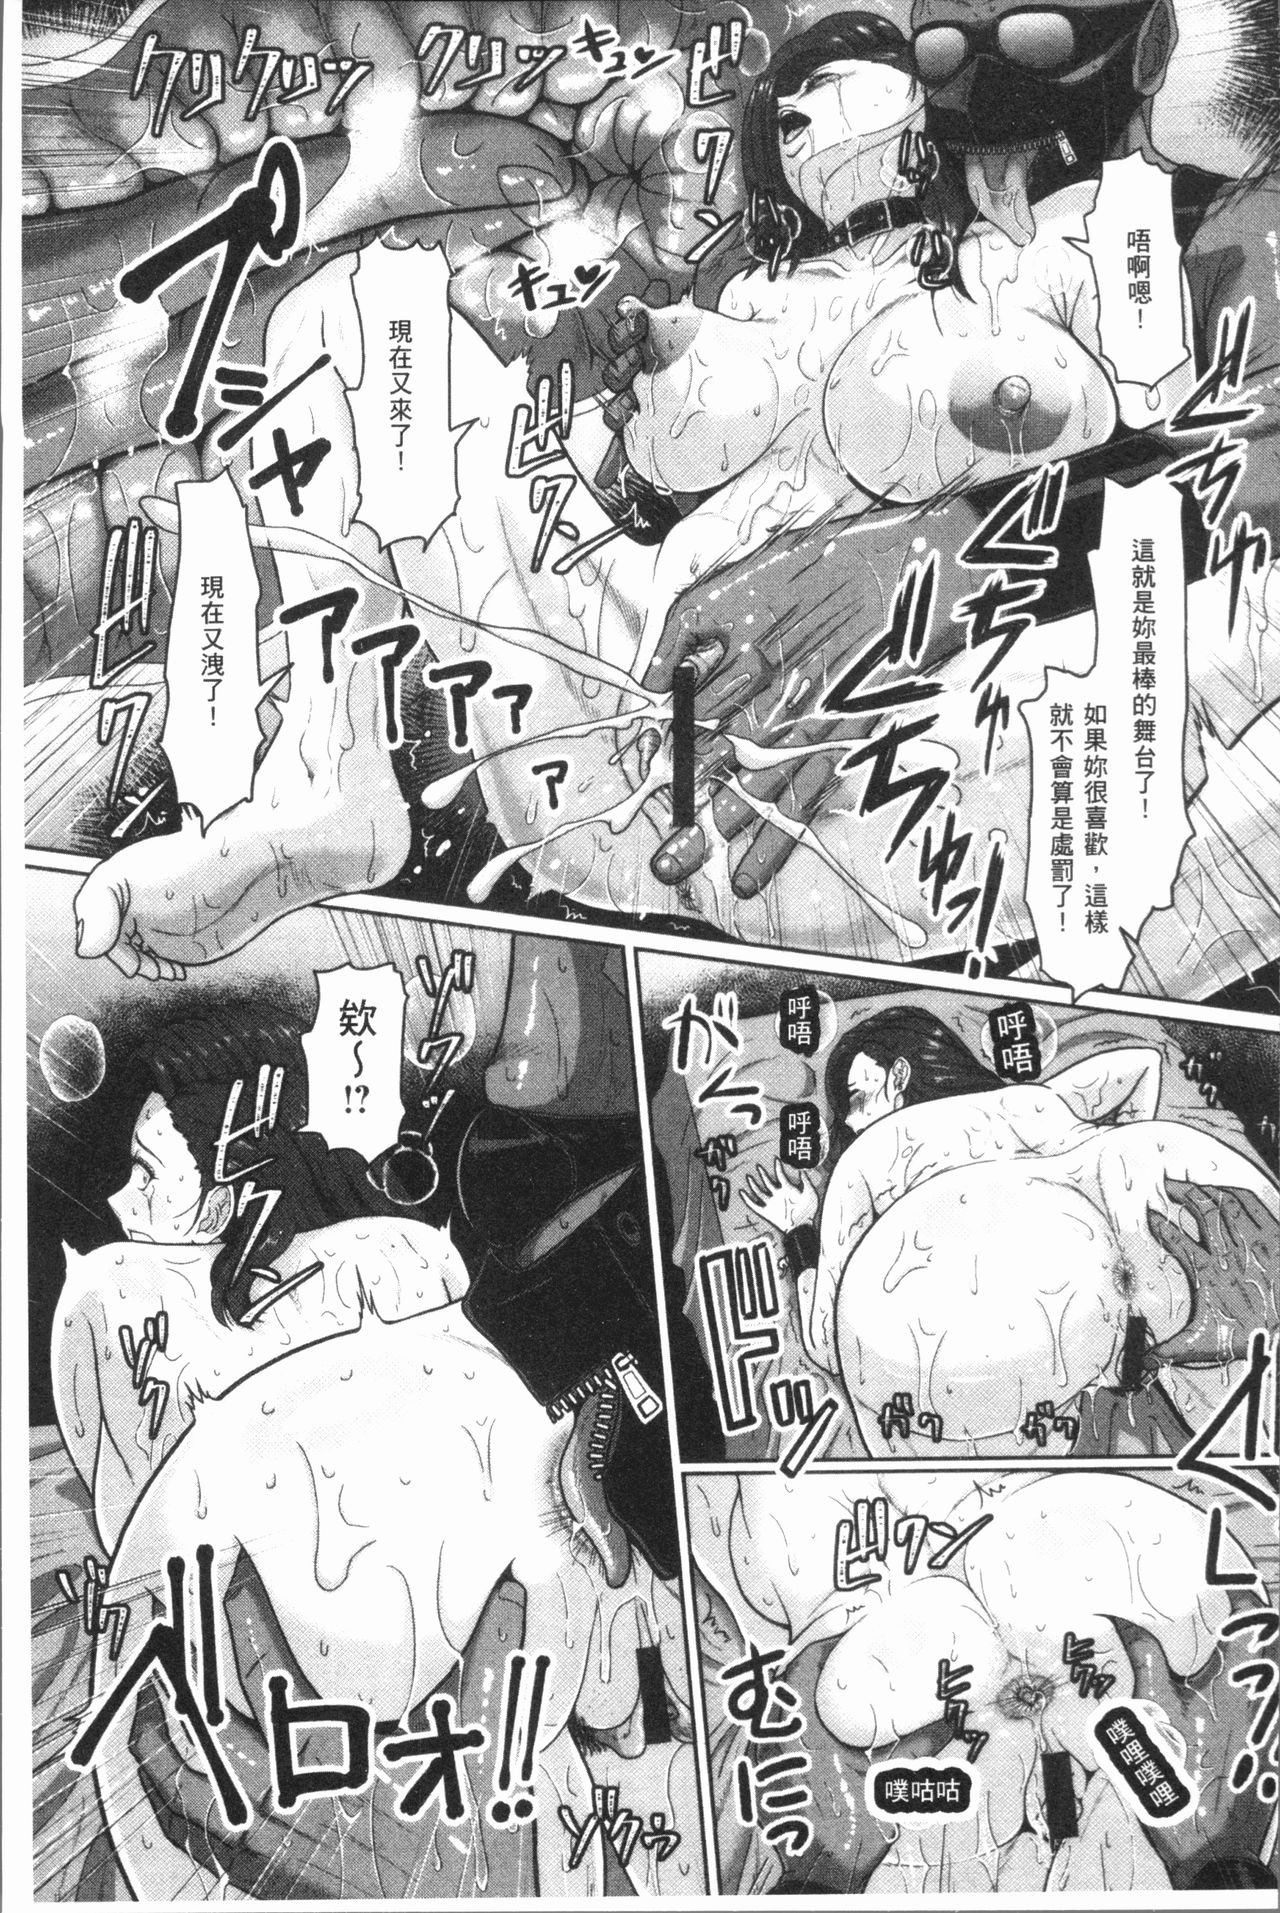 唔啊嗯！
這就是妳最棒的舞台了！
如果妳很喜歡，這樣
就不會算是處罰了！
ビクン
キュン♥
クリッ
クリクリッ
キュン♥
現在又來了！
現在又洩了！
プシャ
アアアアァァァ
ビクン
ビクン
ぐちゅ
ぐちゅ
ぐちゅっ!
呼唔
呼唔
呼唔
がくっ
ガクッ
ガクッ
ビクン
むにっ
ヒク
ヒク
噗哩噗哩
噗咕咕
欸～!?
ビクン
ゾクッ
ゾクゥ
ベロォ!!